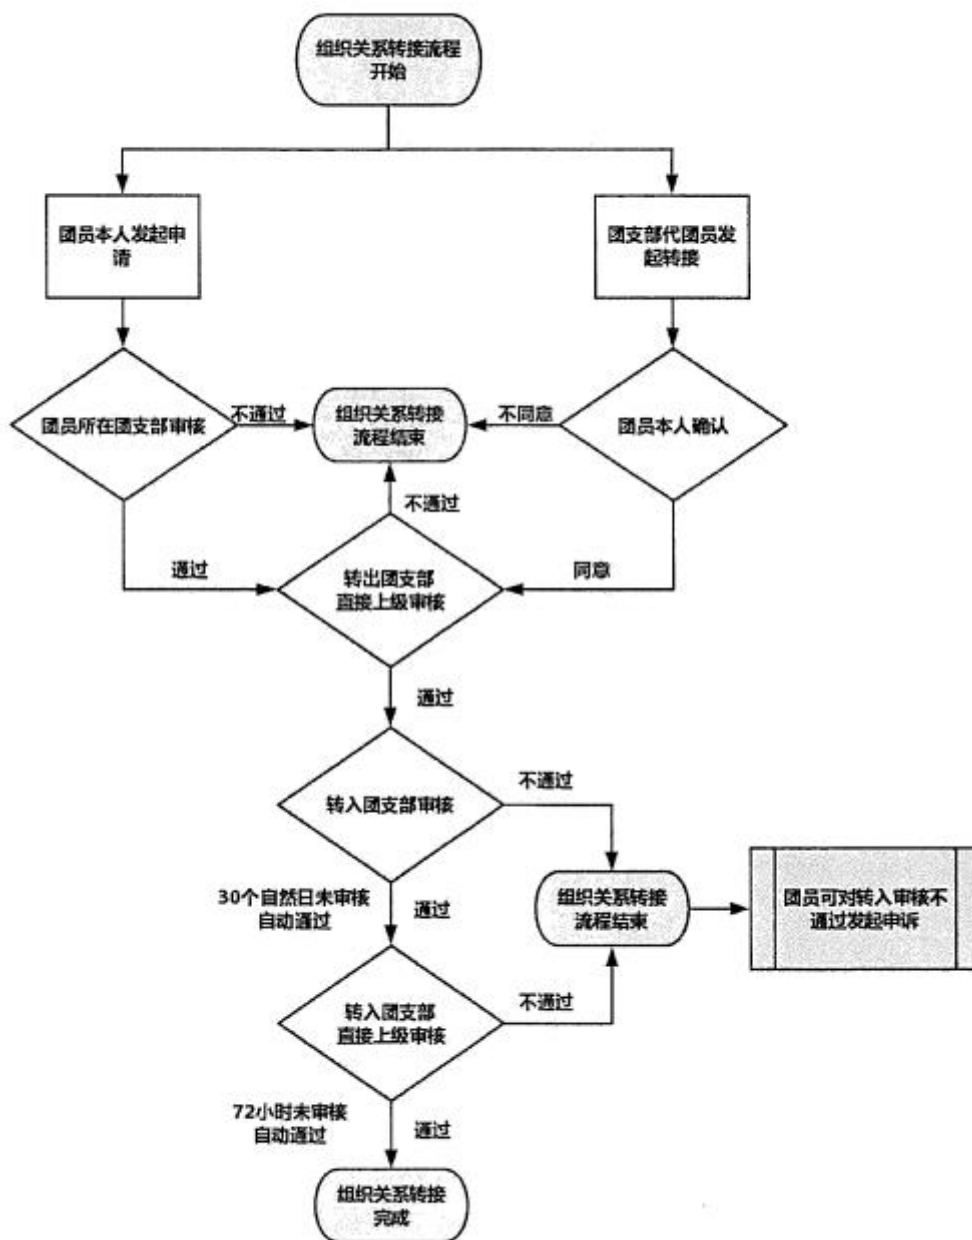 组织关系转接流程
开始
团员本人发起申
请
团支部代团员发
起转接
团员所在团支部审核
不通过
组织关系转接
流程结束
不同意
团员本人确认
不通过
通过
转出团支部
直接上级审核
同意
通过
转入团支部审核
不通过
30个自然日未审核
自动通过
通过
组织关系转接
流程结束
团员可对转入审核不
通过发起申诉
转入团支部
直接上级审核
不通过
72小时未审核
自动通过
通过
组织关系转接
完成